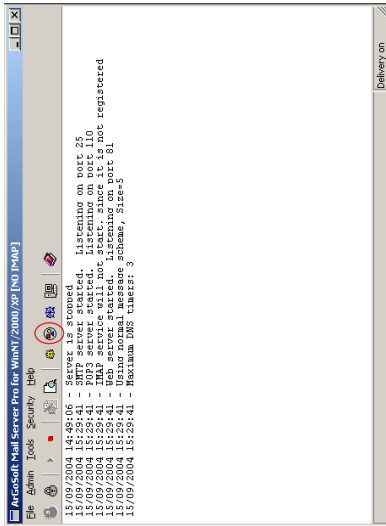 ArGoSoft Mail Server Pro for WinNT/2000/XP [NO IMAP]
File Admin Tools Security Help
15/09/2004 14:49:06 - Server is stopped
15/09/2004 15:29:41 - SMTP server started. Listening on port 25
15/09/2004 15:29:41 - POP3 server started. Listening on port 110
15/09/2004 15:29:41 - IMAP service will not start, since it is not registered
15/09/2004 15:29:41 - Web server started. Listening on port 81
15/09/2004 15:29:41 - Using normal message scheme, Size=5
15/09/2004 15:29:41 - Maximum DNS timers: 3
Delivery on